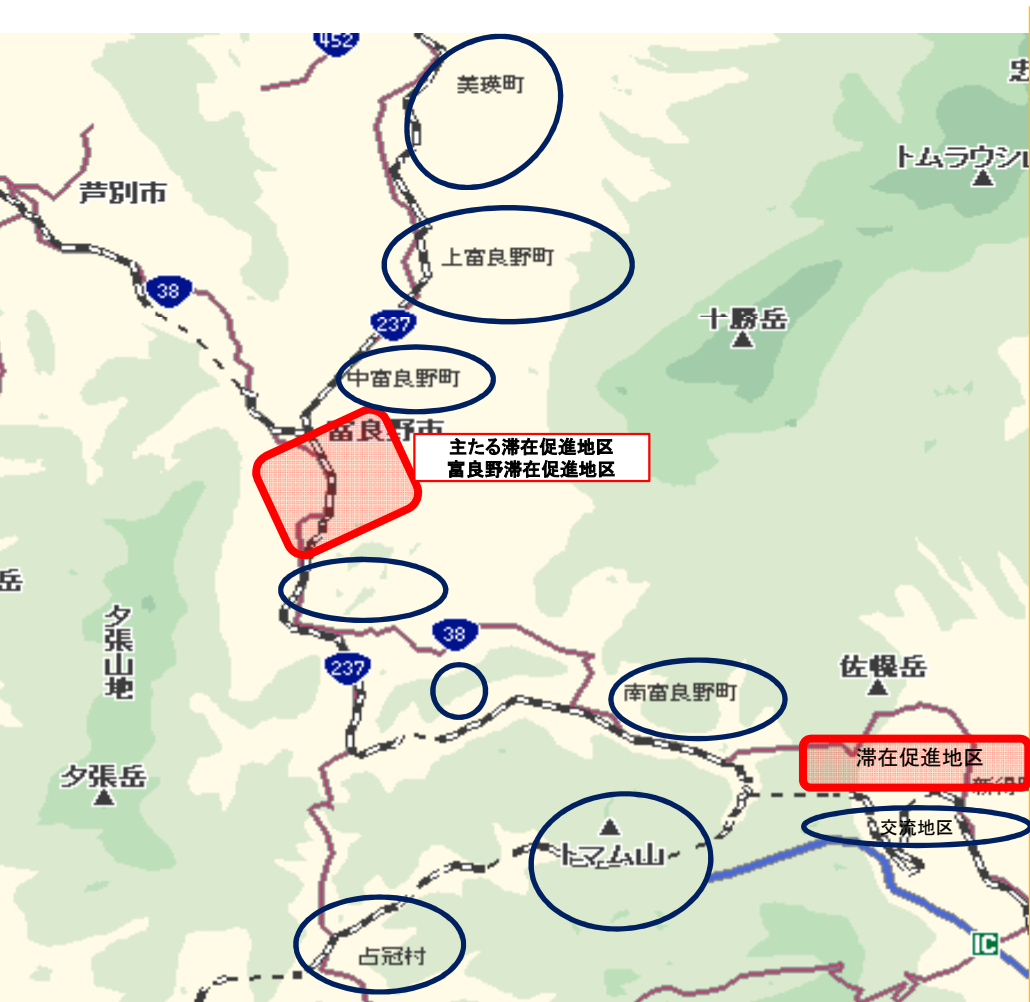 452
美瑛町
トムラウシ
芦別市
上富良野町
38
十勝岳
237
中富良野町
富良野市
主たる滞在促進地区
富良野滞在促進地区
岳
夕張山地
38
237
佐幌岳
南富良野町
滞在促進地区
夕張岳
新得
交流地区
トマム山
占冠村
IC